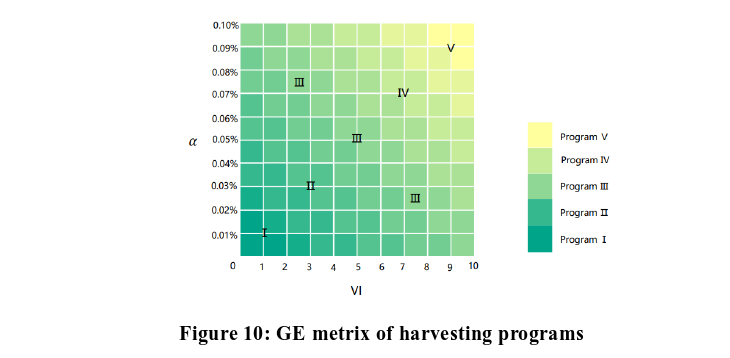 0.10%
0.09%
V
0.08%
Ⅲ
0.07%
Ⅳ
0.06%
α
0.05%
Ⅲ
0.04%
0.03%
Ⅱ
Ⅲ
0.02%
0.01%
Ⅰ
0 1 2 3 4 5 6 7 8 9 10
VI
Program Ⅴ
Program Ⅳ
Program Ⅲ
Program Ⅱ
Program Ⅰ
Figure 10: GE metrix of harvesting programs